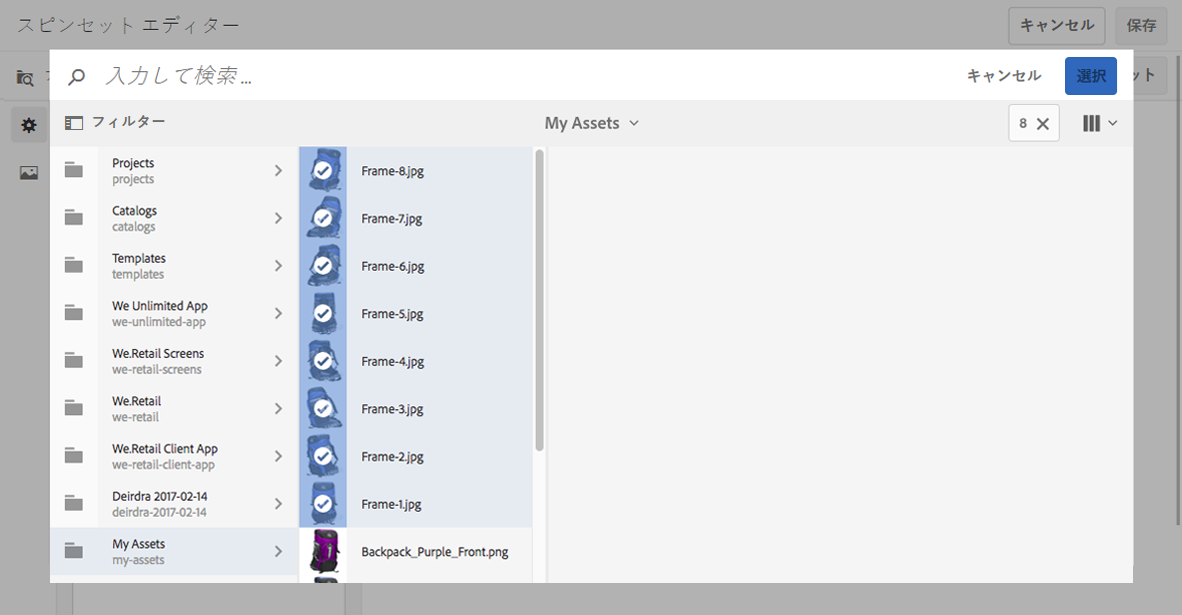 スピンセット エディター
キャンセル
保存
入力して検索 ...
キャンセル
選択
ット
フィルター
My Assets
8
Projects
projects
Catalogs
catalogs
Templates
templates
We Unlimited App
we-unlimited-app
We.Retail Screens
we-retail-screens
We.Retail
we-retail
We.Retail Client App
we-retail-client-app
Deirdra 2017-02-14
deirdra-2017-02-14
My Assets
my-assets
Frame-8.jpg
Frame-7.jpg
Frame-6.jpg
Frame-5.jpg
Frame-4.jpg
Frame-3.jpg
Frame-2.jpg
Frame-1.jpg
Backpack_Purple_Front.png